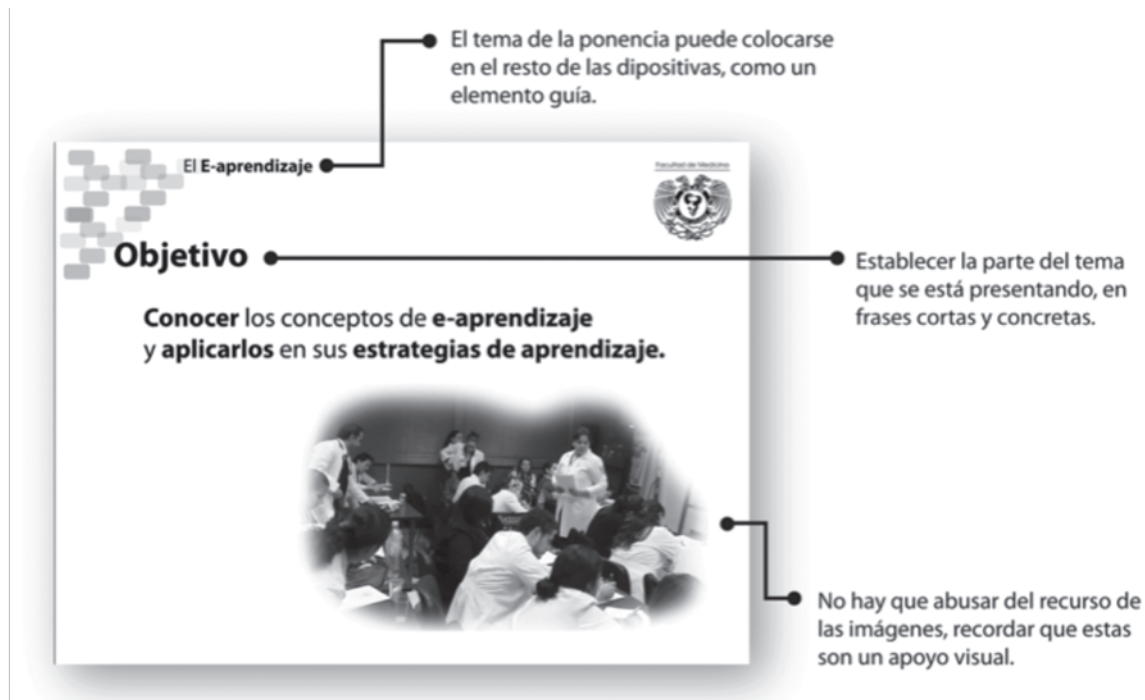 El tema de la ponencia puede colocarse
en el resto de las dipositivas, como un
elemento guía.
El E-aprendizaje
Facultad de Medicina
Objetivo
Establecer la parte del tema
que se está presentando, en
frases cortas y concretas.
Conocer los conceptos de e-aprendizaje
y aplicarlos en sus estrategias de aprendizaje.
No hay que abusar del recurso de
las imágenes, recordar que estas
son un apoyo visual.